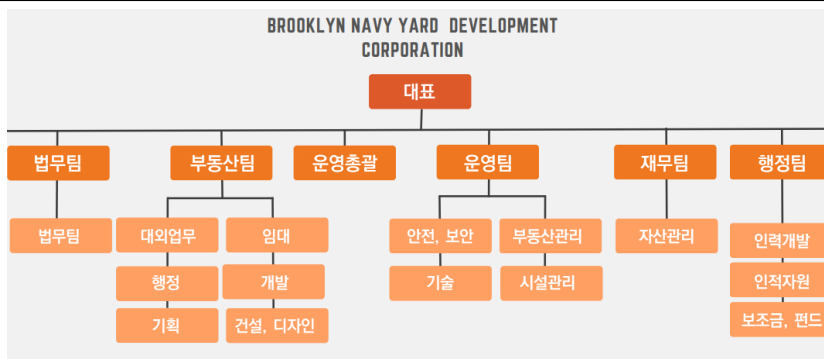 BROOKLYN NAVY YARD DEVELOPMENT
CORPORATION
대표
법무팀
부동산팀
운영총괄
운영팀
재무팀
행정팀
법무팀
대외업무
임대
안전, 보안
부동산관리
자산관리
인력개발
행정
개발
기술
시설관리
인적자원
기획
건설, 디자인
보조금, 펀드